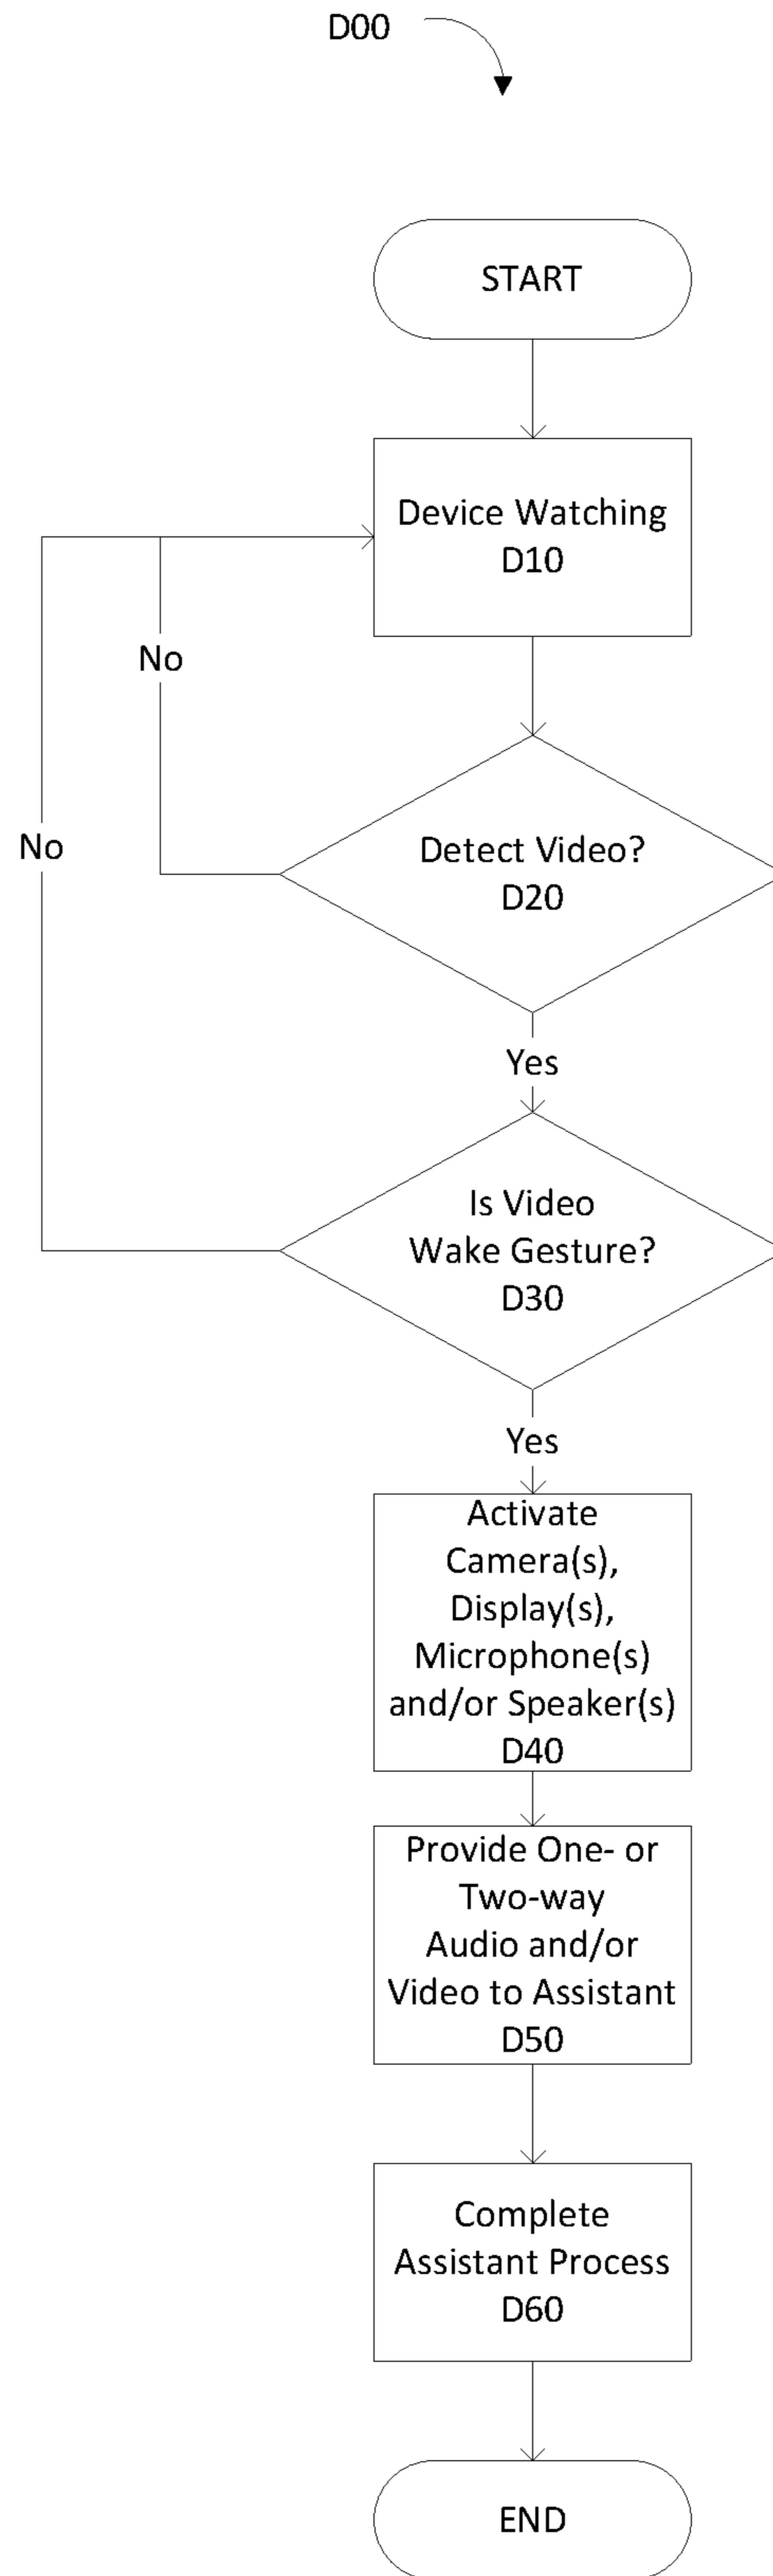 D00
START
Device Watching
D10
No
No
Detect Video?
D20
Yes
Is Video
Wake Gesture?
D30
Yes
Activate
Camera(s),
Display(s),
Microphone(s)
and/or Speaker(s)
D40
Provide One- or
Two-way
Audio and/or
Video to Assistant
D50
Complete
Assistant Process
D60
END